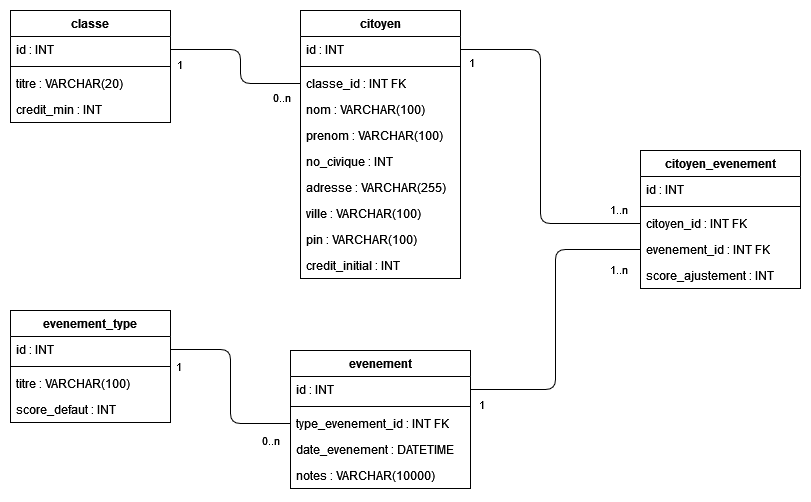 classe
id : INT
titre : VARCHAR(20)
credit_min : INT
1
0..n
citoyen
id : INT
classe_id : INT FK
nom : VARCHAR(100)
prenom : VARCHAR(100)
no_civique : INT
adresse : VARCHAR(255)
ville : VARCHAR(100)
pin : VARCHAR(100)
credit_initial : INT
1
1..n
citoyen_evenement
id : INT
citoyen_id : INT FK
evenement_id : INT FK
score_ajustement : INT
1..n
evenement_type
id : INT
titre : VARCHAR(100)
score_defaut : INT
1
0..n
evenement
id : INT
type_evenement_id : INT FK
date_evenement : DATETIME
notes : VARCHAR(10000)
1